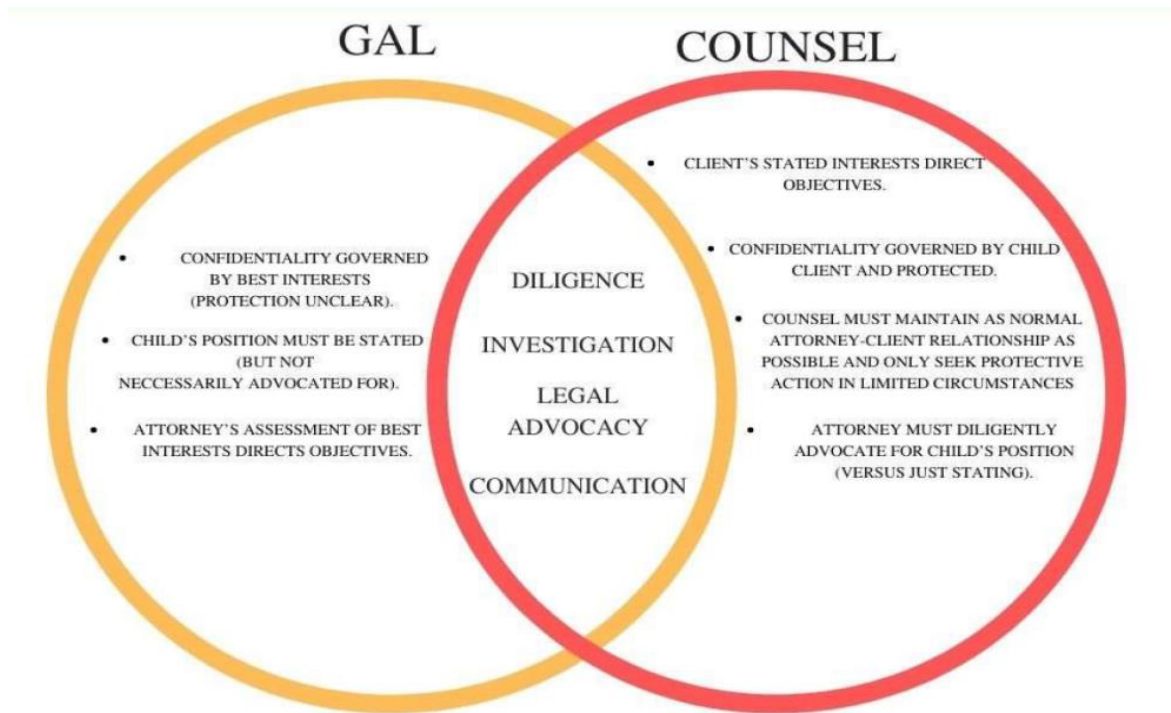 GAL
COUNSEL
• CONFIDENTIALITY GOVERNED
BY BEST INTERESTS
(PROTECTION UNCLEAR).
• CHILD'S POSITION MUST BE STATED
(BUT NOT
NECCESSARILY ADVOCATED FOR).
• ATTORNEY'S ASSESSMENT OF BEST
INTERESTS DIRECTS OBJECTIVES.
DILIGENCE
INVESTIGATION
LEGAL
ADVOCACY
COMMUNICATION
• CLIENT'S STATED INTERESTS DIRECT
OBJECTIVES.
• CONFIDENTIALITY GOVERNED BY CHILD
CLIENT AND PROTECTED.
• COUNSEL MUST MAINTAIN AS NORMAL
ATTORNEY-CLIENT RELATIONSHIP AS
POSSIBLE AND ONLY SEEK PROTECTIVE
ACTION IN LIMITED CIRCUMSTANCES
• ATTORNEY MUST DILIGENTLY
ADVOCATE FOR CHILD'S POSITION
(VERSUS JUST STATING).